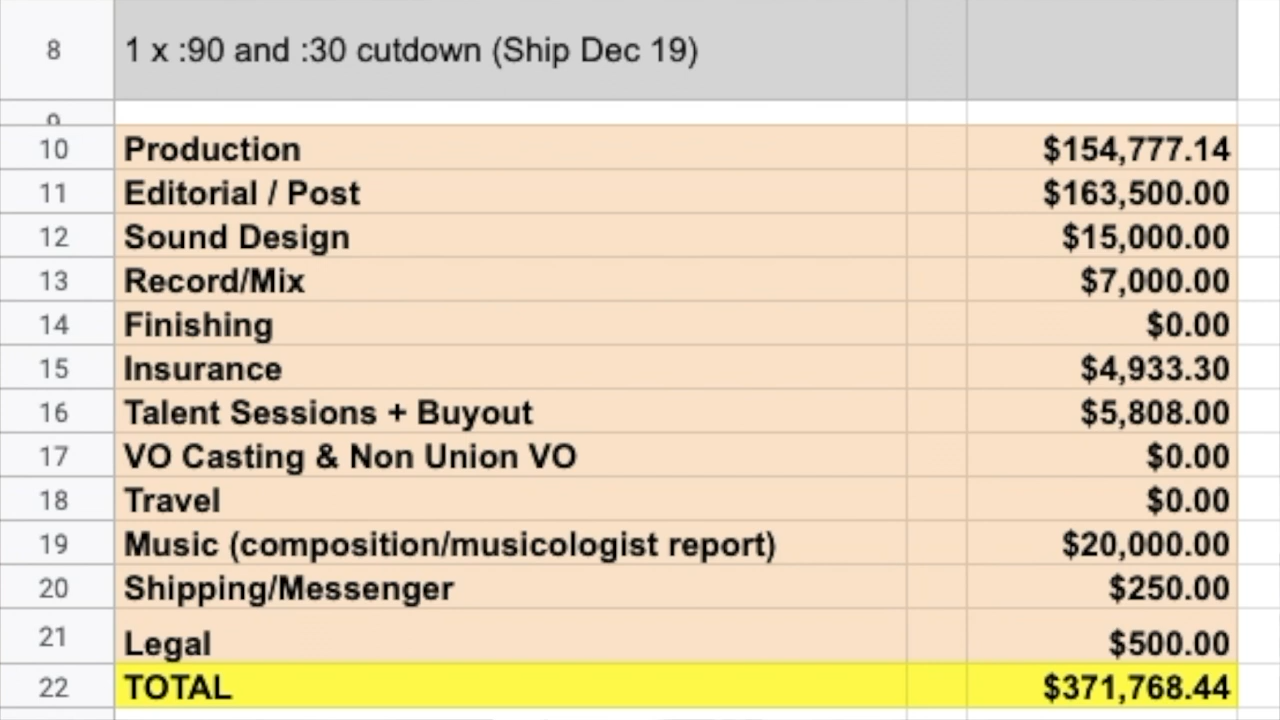 8 1 x :90 and :30 cutdown (Ship Dec 19)
9
10 Production $154,777.14
11 Editorial / Post $163,500.00
12 Sound Design $15,000.00
13 Record/Mix $7,000.00
14 Finishing $0.00
15 Insurance $4,933.30
16 Talent Sessions + Buyout $5,808.00
17 VO Casting & Non Union VO $0.00
18 Travel $0.00
19 Music (composition/musicologist report) $20,000.00
20 Shipping/Messenger $250.00
21 Legal $500.00
22 TOTAL $371,768.44